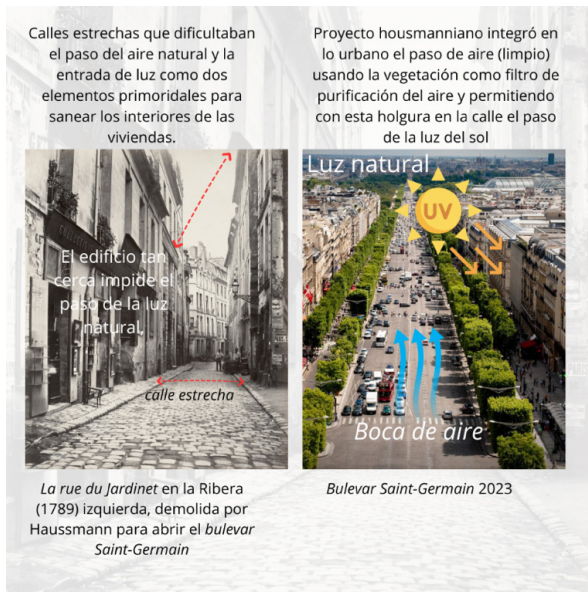 Calles estrechas que dificultaban
el paso del aire natural y la
entrada de luz como dos
elementos primoridales para
sanear los interiores de las
viviendas.
Proyecto housmanniano integró en
lo urbano el paso de aire (limpio)
usando la vegetación como filtro de
purificación del aire y permitiendo
con esta holgura en la calle el paso
de la luz del sol
El edificio tan
cerca impide el
paso de la luz
natural,
calle estrecha
Luz natural
UV
Boca de aire
La rue du Jardinet en la Ribera
(1789) izquierda, demolida por
Haussmann para abrir el bulevar
Saint-Germain
Bulevar Saint-Germain 2023